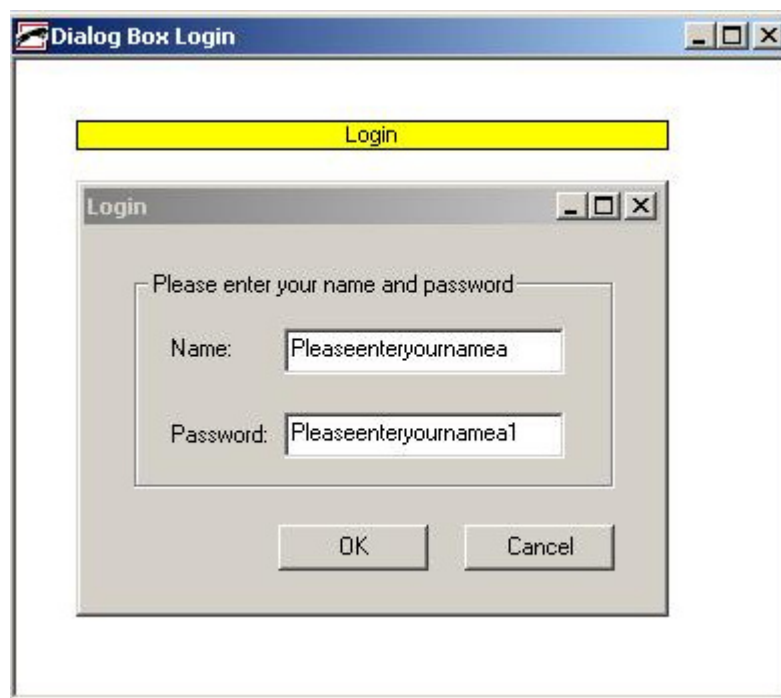 Dialog Box Login
Login
Login
Please enter your name and password
Name: Pleaseenteryournamea
Password: Pleaseenteryournamea1
OK Cancel